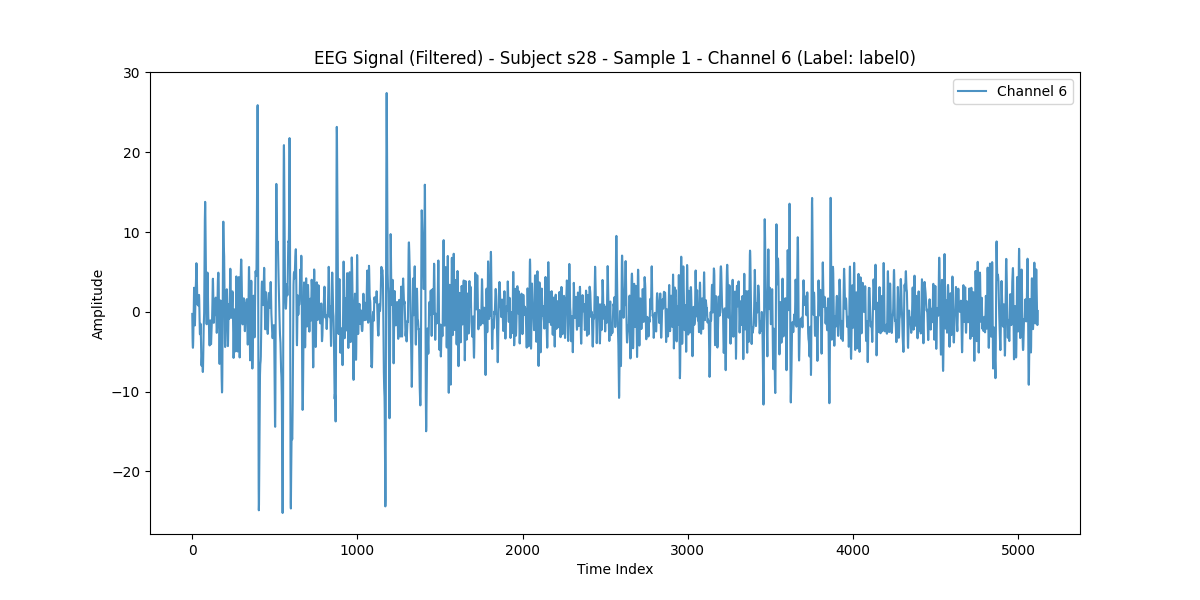 EEG Signal (Filtered) - Subject s28 - Sample 1 - Channel 6 (Label: label0)
Channel 6
30
20
10
0
−10
−20
Amplitude
0 1000 2000 3000 4000 5000
Time Index